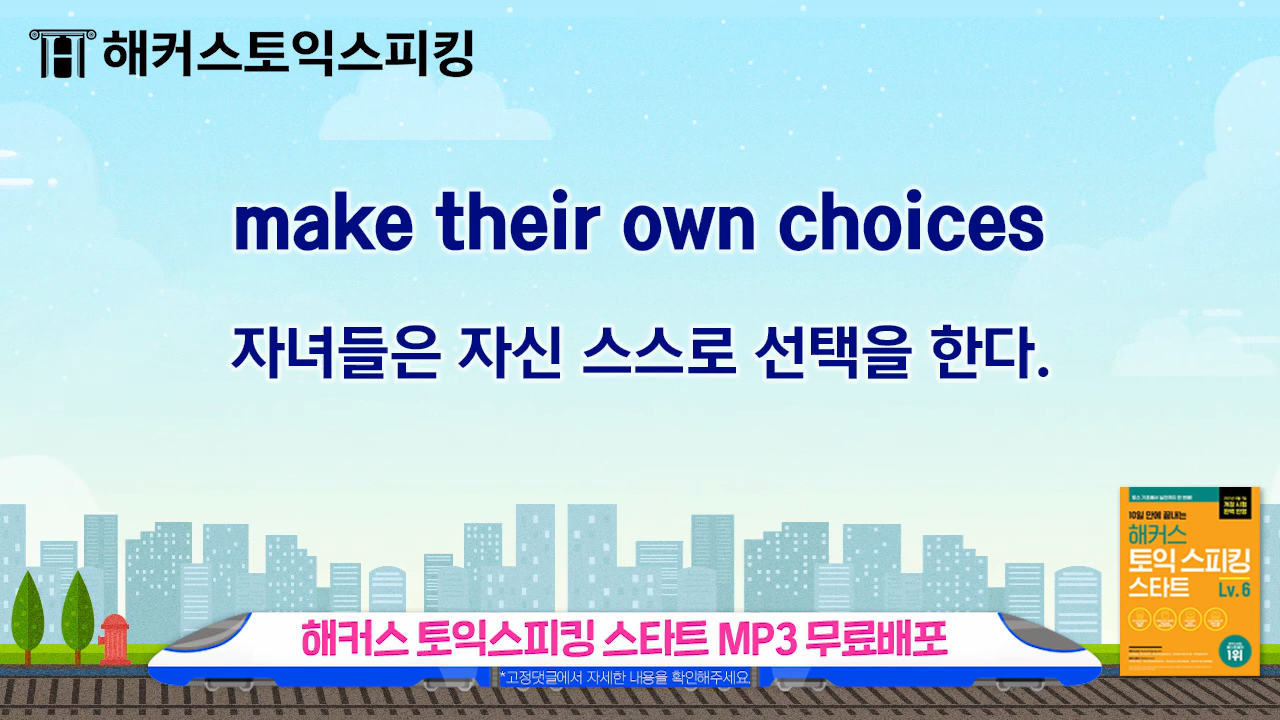 해커스토익스피킹
make their own choices
자녀들은 자신 스스로 선택을 한다.
10일 만에 끝내는
해커스
토익 스피킹
스타트 Lv. 6
1위
해커스 토익스피킹 스타트 MP3 무료배포
*고정댓글에서 자세한 내용을 확인해주세요.